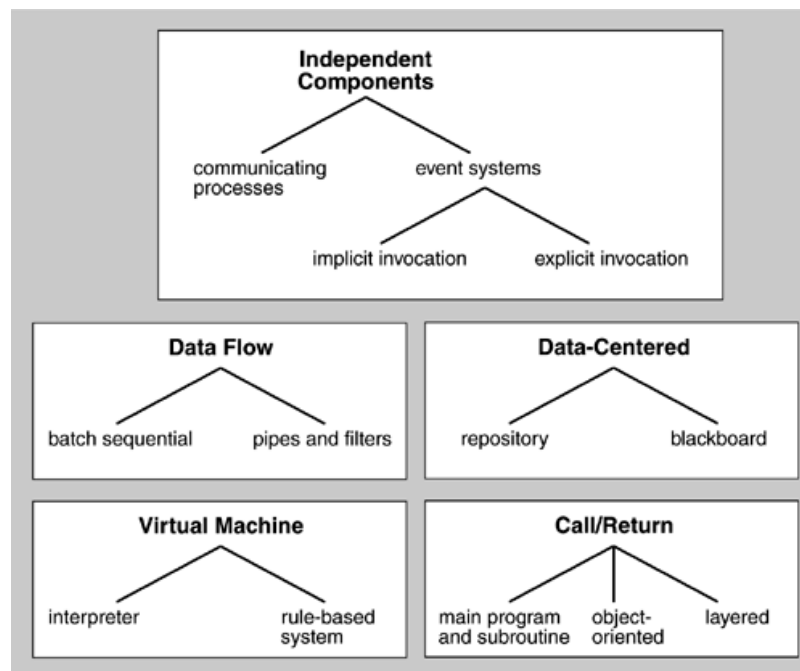 Independent
Components
communicating
processes
event systems
implicit invocation
explicit invocation
Data Flow
batch sequential
pipes and filters
Data-Centered
repository
blackboard
Virtual Machine
interpreter
rule-based
system
Call/Return
main program
and subroutine
object-
oriented
layered